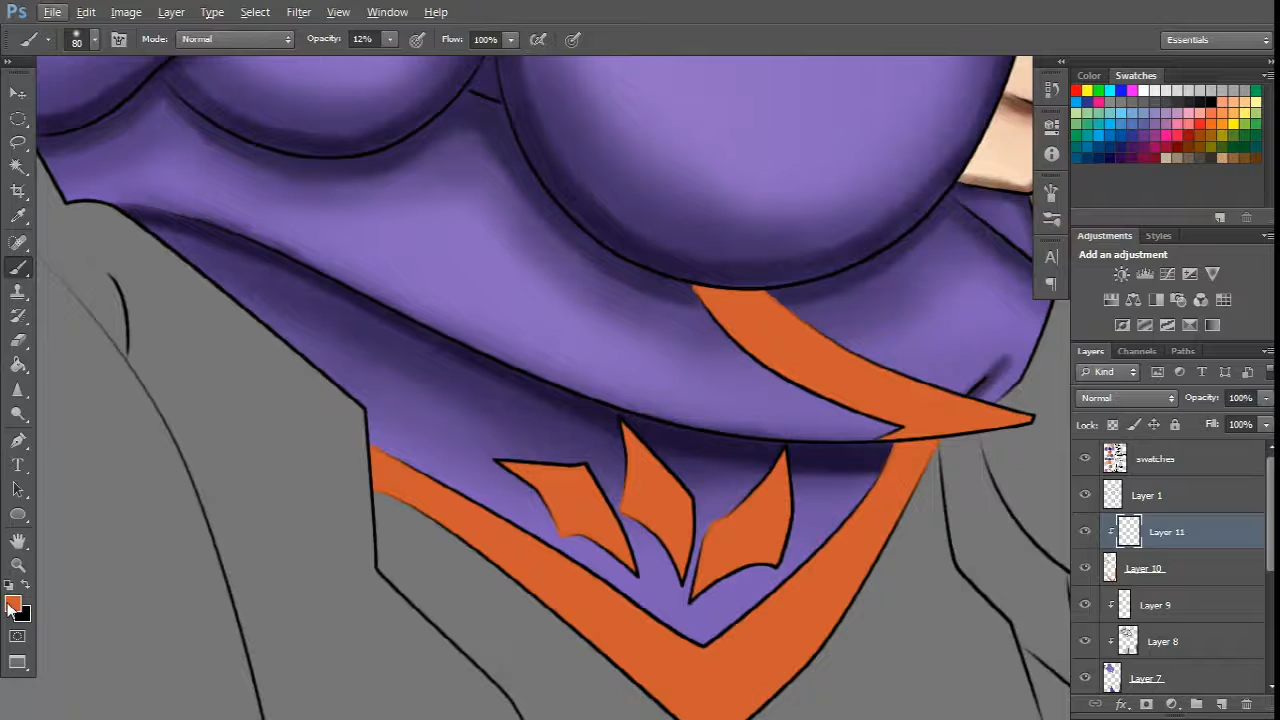 Ps File Edit Image Layer Type Select Filter View Window Help
80 Mode: Normal Opacity: 12% Flow: 100% Essentials
Color Swatches
Adjustments Styles
Add an adjustment
Layers Channels Paths
Kind
Normal Opacity: 100%
Lock: Fill: 100%
swatches
Layer 1
Layer 11
Layer 10
Layer 9
Layer 8
Layer 7